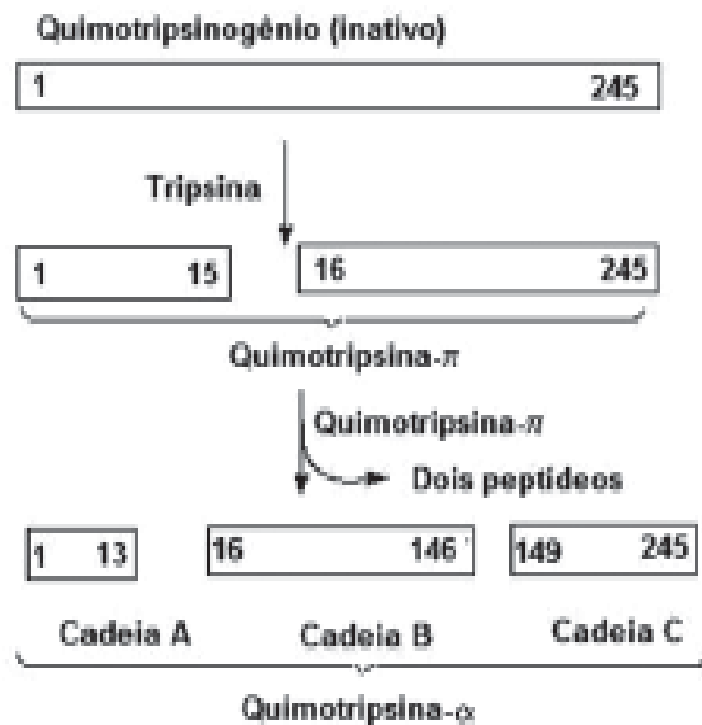 Quimotripsinogênio (inativo)
1 245
Tripsina
1 15 16 245
Quimotripsina-π
Quimotripsina-π
Dois peptídeos
1 13 16 146 149 245
Cadeia A Cadeia B Cadeia C
Quimotripsina-α